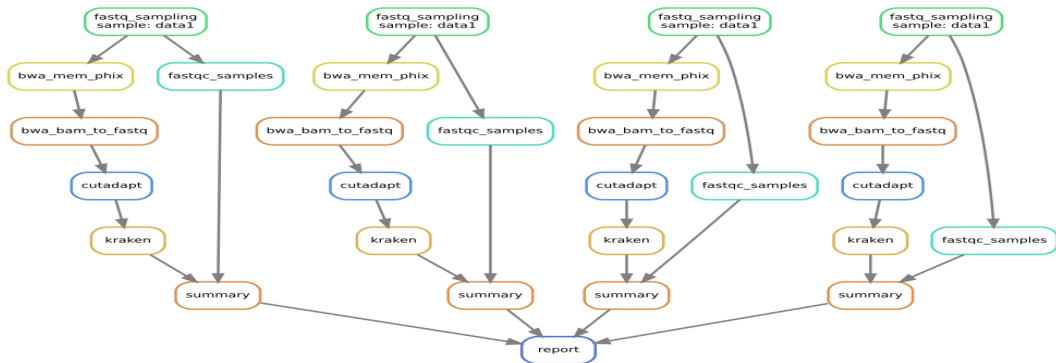 fastq_sampling
sample: data1
fastq_sampling
sample: data1
fastq_sampling
sample: data1
fastq_sampling
sample: data1
bwa_mem_phix
fastqc_samples
bwa_mem_phix
bwa_mem_phix
bwa_mem_phix
bwa_bam_to_fastq
bwa_bam_to_fastq
fastqc_samples
bwa_bam_to_fastq
bwa_bam_to_fastq
cutadapt
cutadapt
cutadapt
fastqc_samples
cutadapt
kraken
kraken
kraken
kraken
fastqc_samples
summary
summary
summary
summary
report